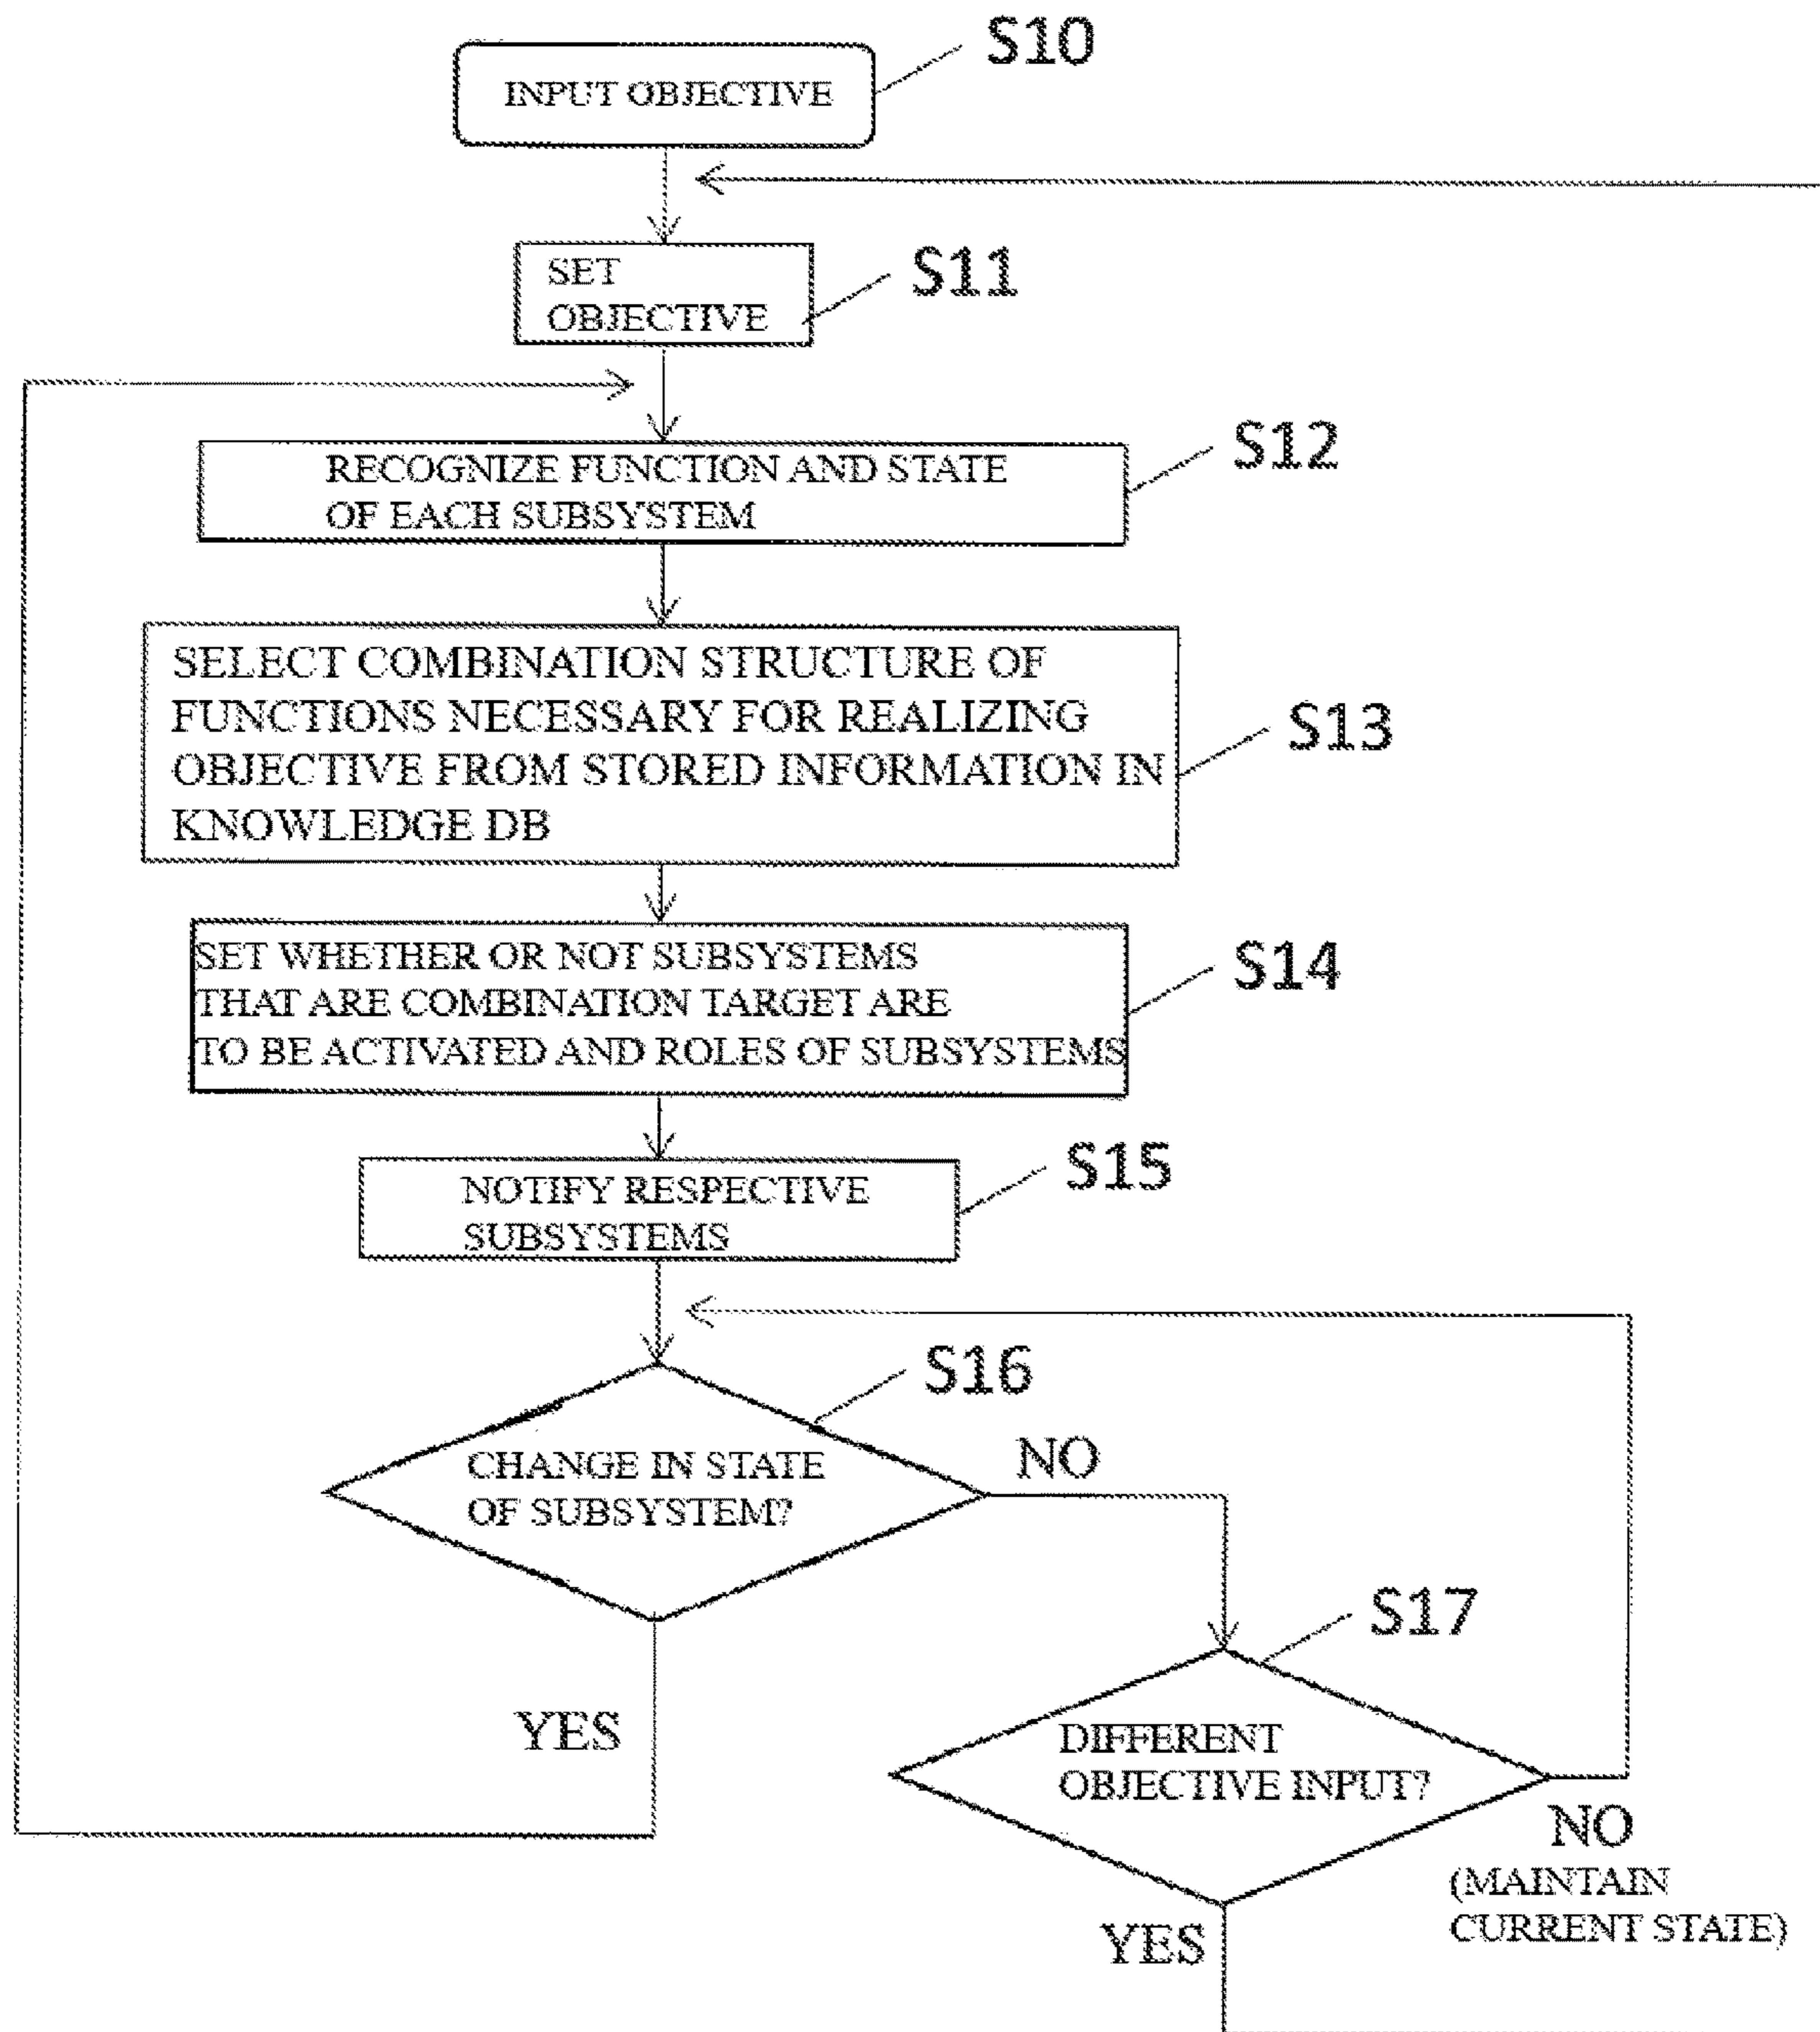 S10
INPUT OBJECTIVE
S11
SET
OBJECTIVE
S12
RECOGNIZE FUNCTION AND STATE
OF EACH SUBSYSTEM
SELECT COMBINATION STRUCTURE OF
FUNCTIONS NECESSARY FOR REALIZING
OBJECTIVE FROM STORED INFORMATION IN
KNOWLEDGE DB
S13
SET WHETHER OR NOT SUBSYSTEMS
THAT ARE COMBINATION TARGET ARE
TO BE ACTIVATED AND ROLES OF SUBSYSTEMS
S14
NOTIFY RESPECTIVE
SUBSYSTEMS
S15
S16
CHANGE IN STATE
OF SUBSYSTEM?
NO
YES
S17
DIFFERENT
OBJECTIVE INPUT?
NO
(MAINTAIN
CURRENT STATE)
YES